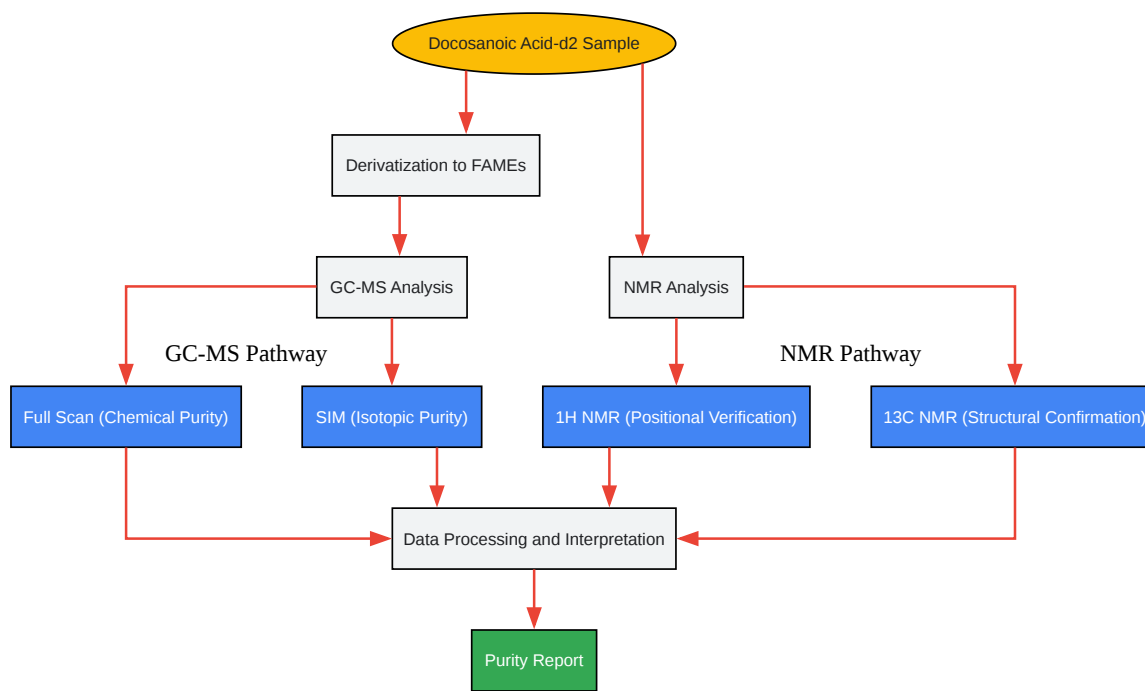 Docosanoic Acid-d2 Sample
Derivatization to FAMEs
GC-MS Analysis
NMR Analysis
GC-MS Pathway
NMR Pathway
Full Scan (Chemical Purity)
SIM (Isotopic Purity)
1H NMR (Positional Verification)
13C NMR (Structural Confirmation)
Data Processing and Interpretation
Purity Report